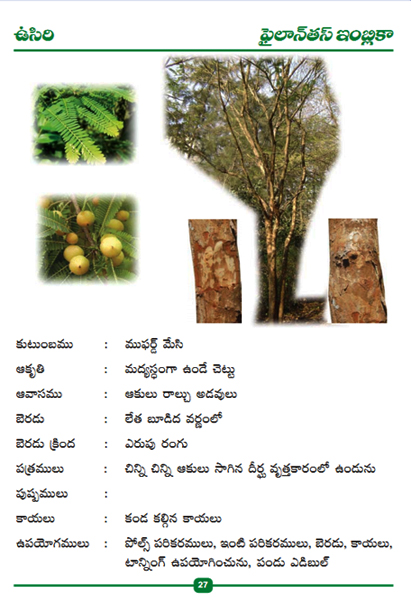 ఉసిరి ఫైలాన్‌తస్ ఇంబ్లికా
కుటుంబము : ముఫర్డ్ మేసి
ఆకృతి : మద్యస్థంగా ఉండే చెట్టు
ఆవాసము : ఆకులు రాల్చు అడవులు
బెరడు : లేత బూడిద వర్ణంలో
బెరడు క్రింద : ఎరుపు రంగు
పత్రములు : చిన్ని చిన్ని ఆకులు సాగిన దీర్ఘ వృత్తకారంలో ఉండును
పుష్పములు :
కాయలు : కండ కల్గిన కాయలు
ఉపయోగములు : పోల్స్ పరికరములు, ఇంటి పరికరములు, బెరడు, కాయలు,
టాన్నింగ్ ఉపయోగించును, పండు ఎడిబుల్
27